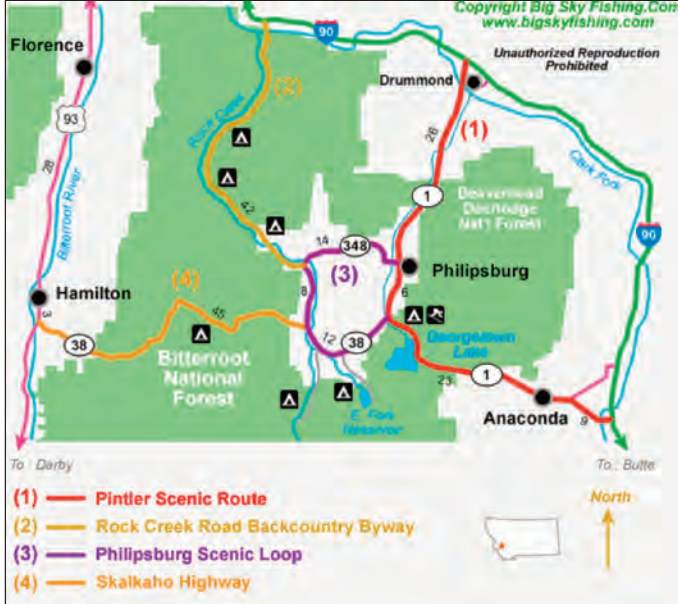 Copyright Big Sky Fishing.Com
www.bigskyfishing.com
Unauthorized Reproduction
Prohibited
Florence
90
Drummond
(2)
Rock Creek
93
28
Bitterroot River
26
(1)
Clark Fork
1
Beaverhead
Deerlodge
Nat'l Forest
42
90
14
348
(3)
Philipsburg
(4)
Hamilton
8
6
3
45
38
12
38
Georgetown
Lake
Bitterroot
National
Forest
23
1
E. Fork
Reservoir
Anaconda
9
To : Darby
To : Butte
(1) Pintler Scenic Route
(2) Rock Creek Road Backcountry Byway
(3) Philipsburg Scenic Loop
(4) Skalkaho Highway
North